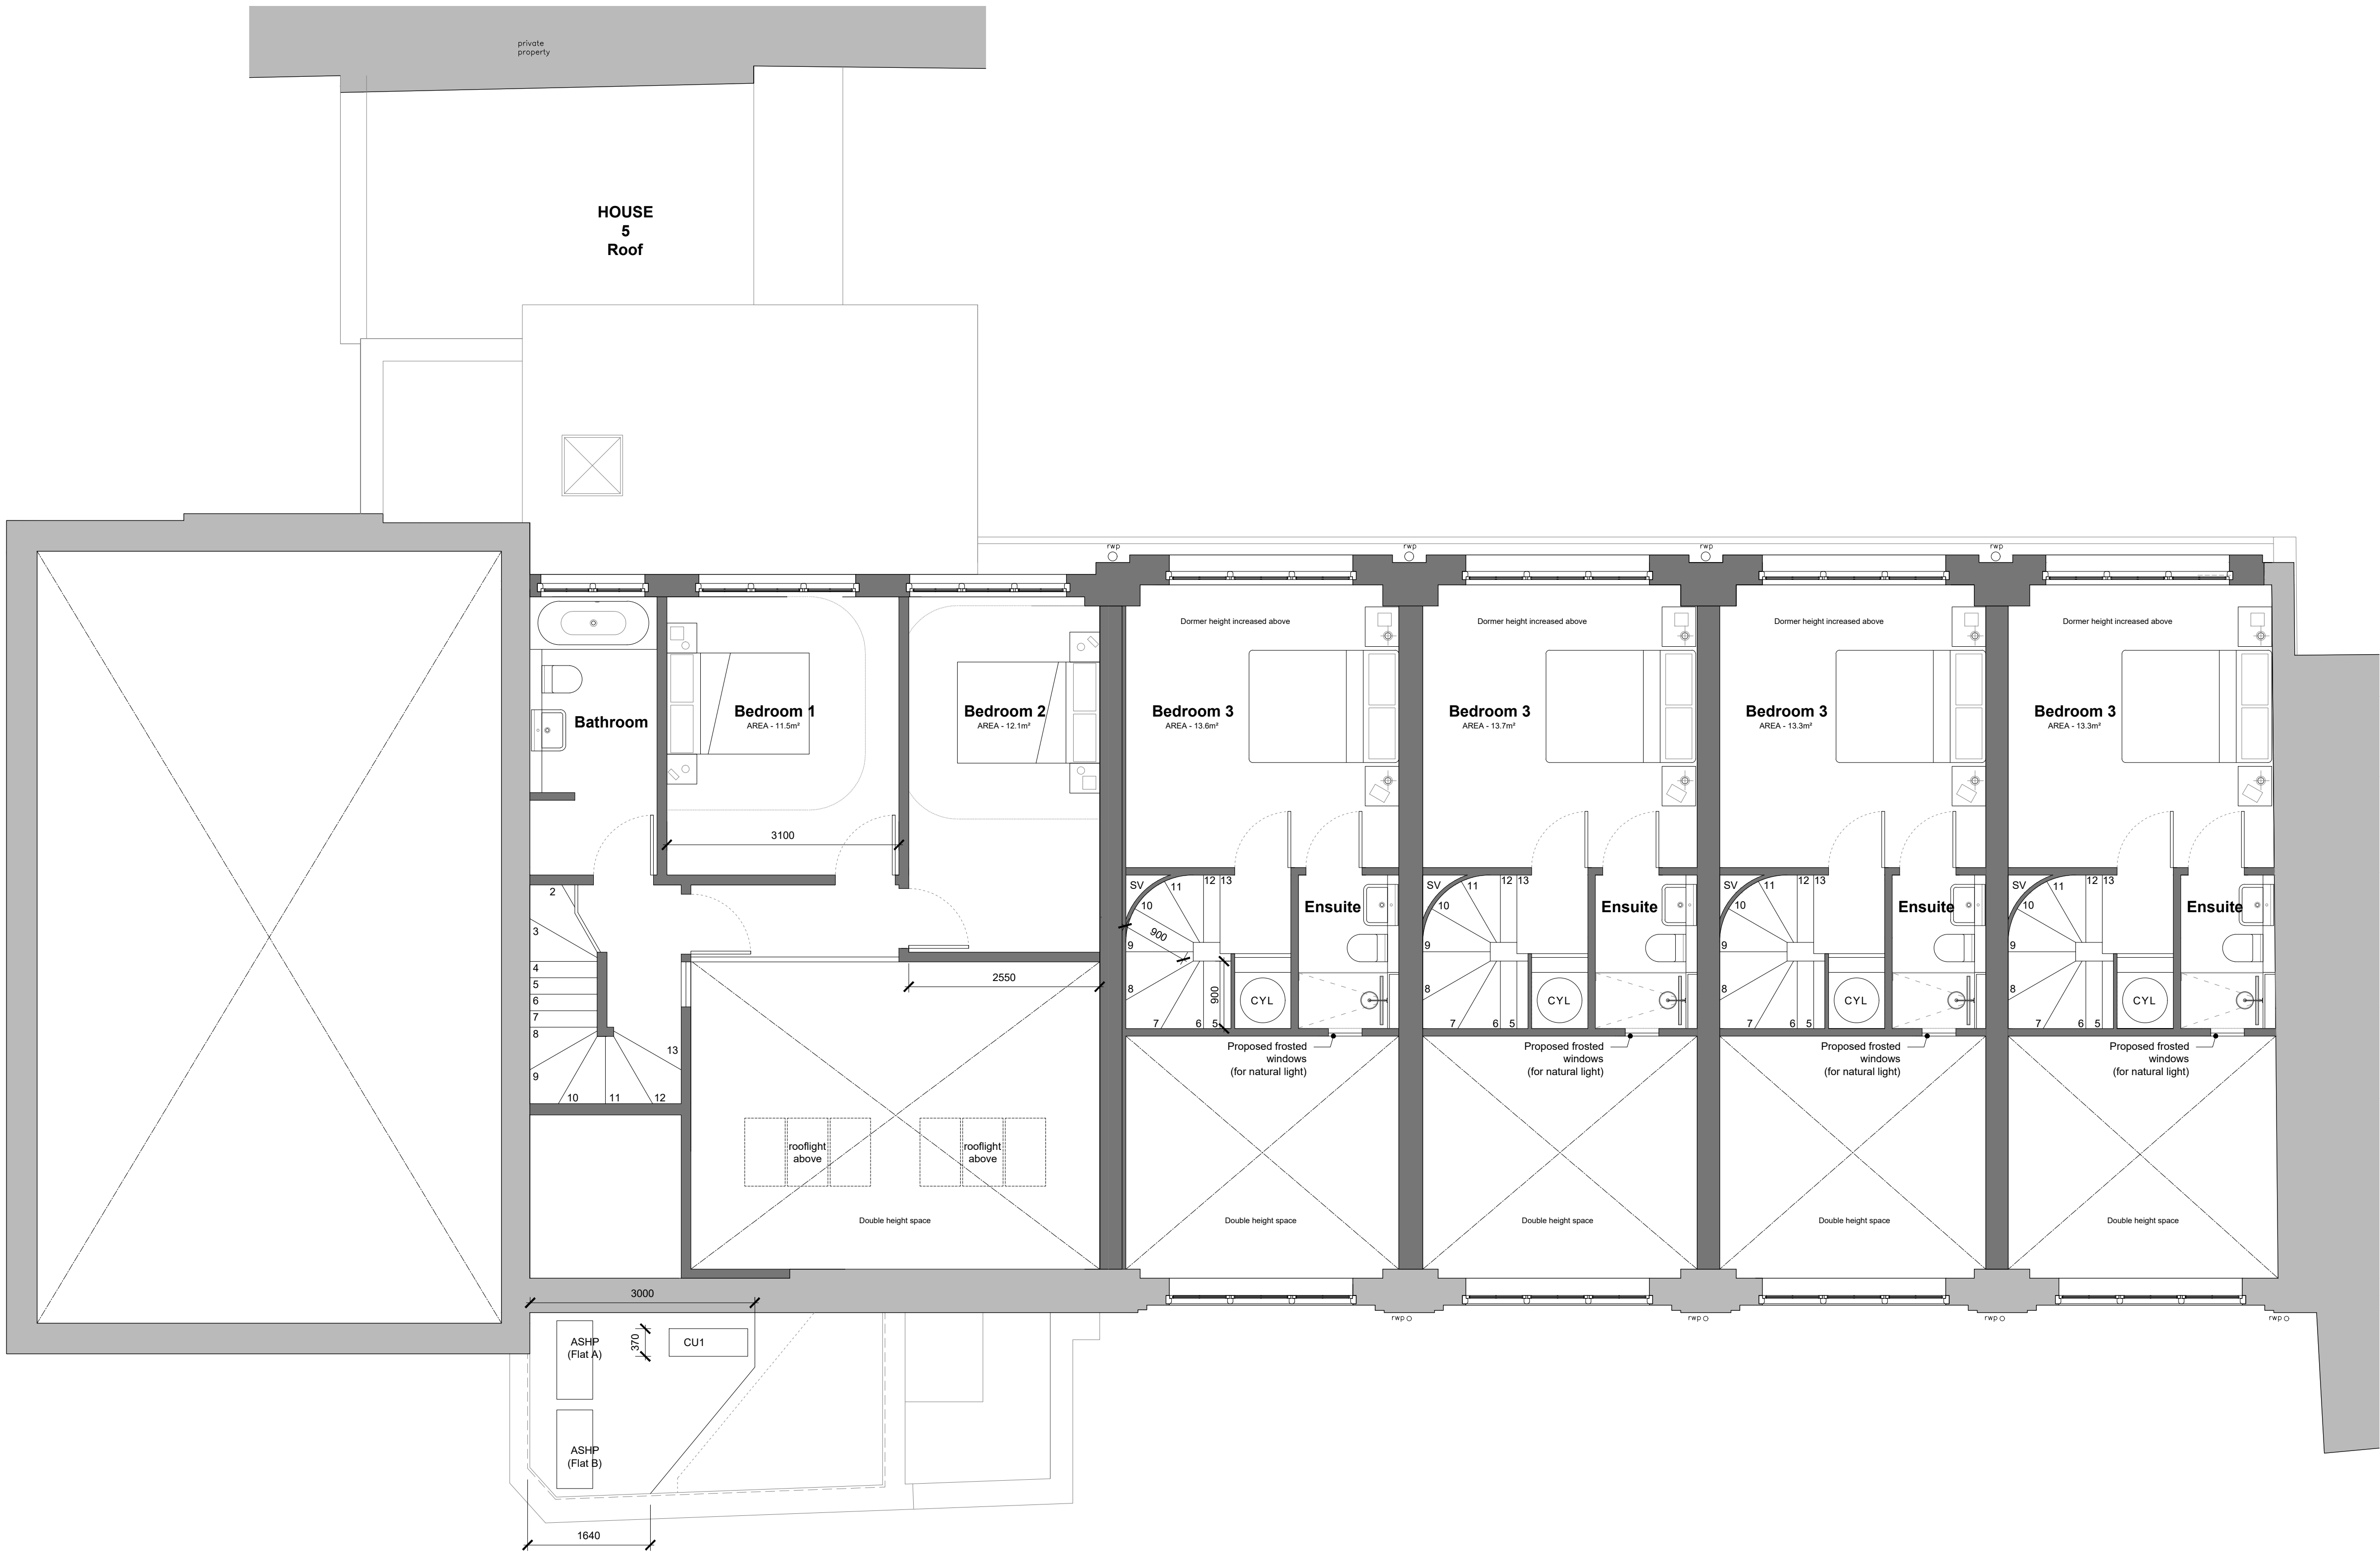 private
property
HOUSE
5
Roof
rwp
rwp
rwp
rwp
Dormer height increased above
Dormer height increased above
Dormer height increased above
Dormer height increased above
Bathroom
Bedroom 1
AREA - 11.5m²
Bedroom 2
AREA - 12.1m²
Bedroom 3
AREA - 13.6m²
Bedroom 3
AREA - 13.7m²
Bedroom 3
AREA - 13.3m²
Bedroom 3
AREA - 13.3m²
3100
2
3
4
5
6
7
8
9
10
11
12
13
2550
SV
11
12 13
10
900
9
8
7
6
5
900
CYL
Ensuite
SV
11
12 13
10
9
8
7
6
5
CYL
Ensuite
SV
11
12 13
10
9
8
7
6
5
CYL
Ensuite
SV
11
12 13
10
9
8
7
6
5
CYL
Ensuite
Proposed frosted
windows
(for natural light)
Proposed frosted
windows
(for natural light)
Proposed frosted
windows
(for natural light)
Proposed frosted
windows
(for natural light)
rooflight
above
rooflight
above
Double height space
Double height space
Double height space
Double height space
Double height space
3000
ASHP
(Flat A)
370
CU1
rwp
rwp
rwp
rwp
ASHP
(Flat B)
1640